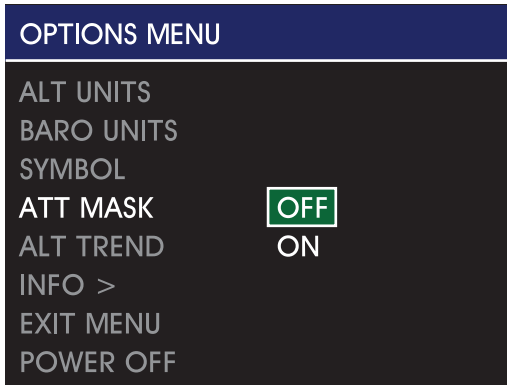 OPTIONS MENU
ALT UNITS
BARO UNITS
SYMBOL
ATT MASK OFF
ALT TREND ON
INFO >
EXIT MENU
POWER OFF